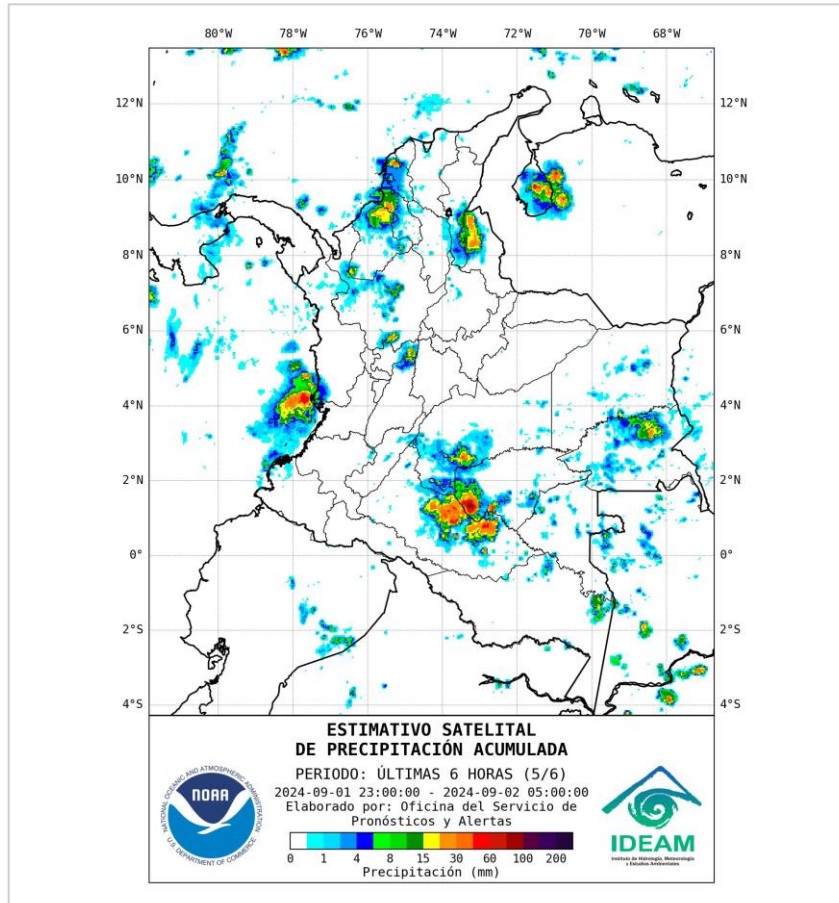 80°W 78°W 76°W 74°W 72°W 70°W 68°W
12°N 12°N
10°N 10°N
8°N 8°N
6°N 6°N
4°N 4°N
2°N 2°N
0° 0°
2°S 2°S
4°S 4°S
ESTIMATIVO SATELITAL
DE PRECIPITACIÓN ACUMULADA
PERIODO: ÚLTIMAS 6 HORAS (5/6)
2024-09-01 23:00:00 - 2024-09-02 05:00:00
Elaborado por: Oficina del Servicio de
Pronósticos y Alertas
0 1 4 8 15 30 60 100 200
Precipitación (mm)
NATIONAL OCEANIC AND ATMOSPHERIC ADMINISTRATION
NOAA
U.S. DEPARTMENT OF COMMERCE
IDEAM
Instituto de Hidrología, Meteorología
y Estudios Ambientales